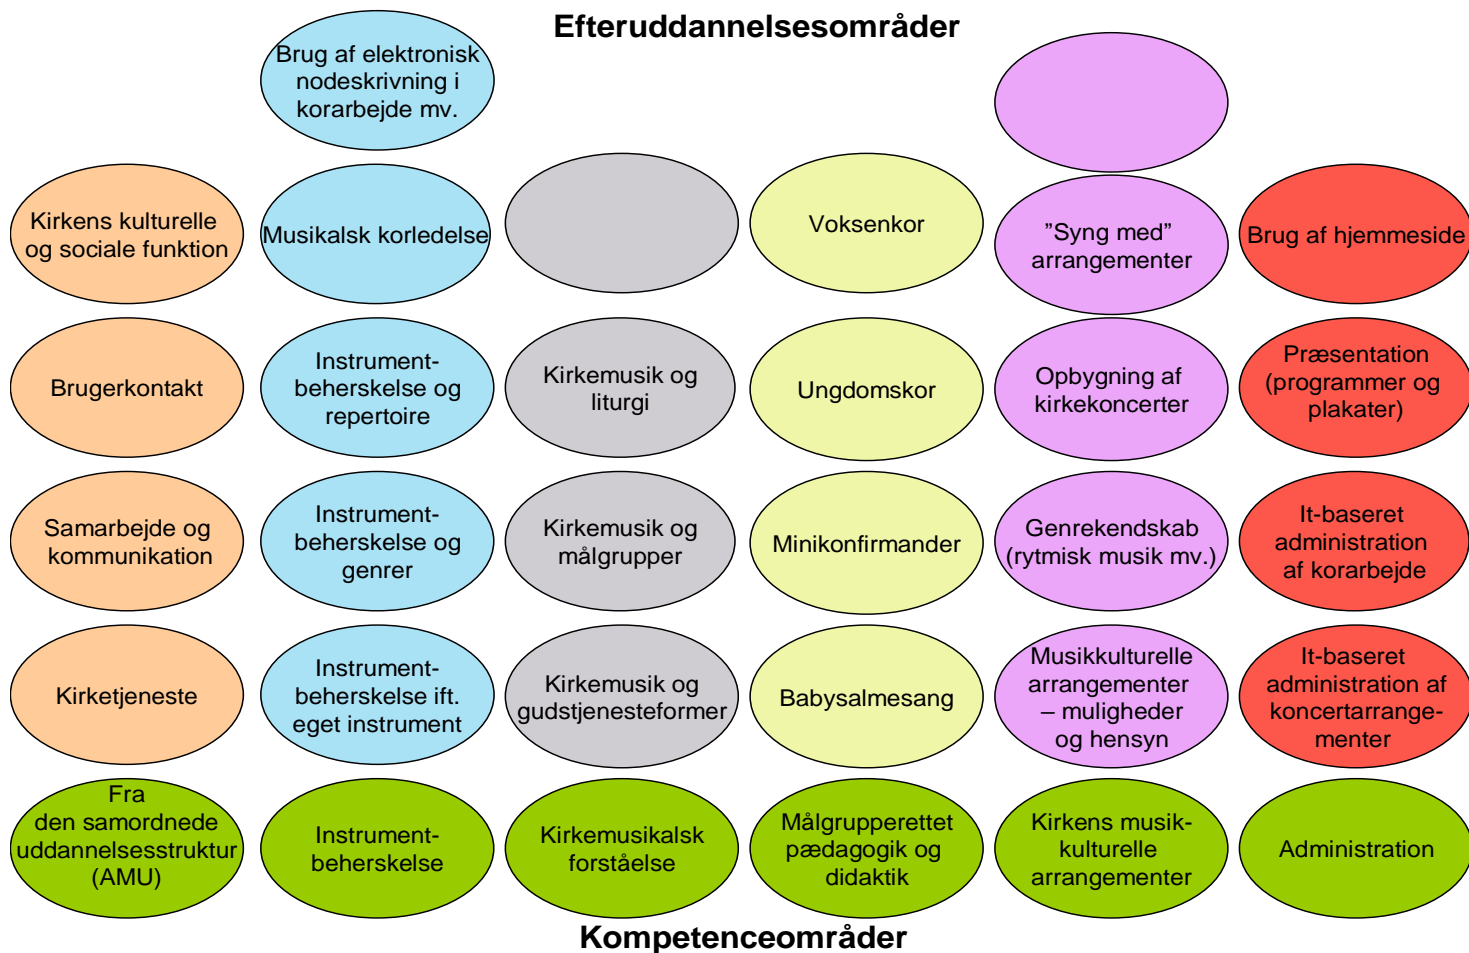 Efteruddannelsesområder
Brug af elektronisk
nodeskrivning i
korarbejde mv.
Kirkens kulturelle
og sociale funktion
Musikalsk korledelse
Voksenkor
”Syng med”
arrangementer
Brug af hjemmeside
Brugerkontakt
Instrument-
beherskelse og
repertoire
Kirkemusik og
liturgi
Ungdomskor
Opbygning af
kirkekoncerter
Præsentation
(programmer og
plakater)
Samarbejde og
kommunikation
Instrument-
beherskelse og
genrer
Kirkemusik og
målgrupper
Minikonfirmander
Genrekendskab
(rytmisk musik mv.)
It-baseret
administration
af korarbejde
Kirketjeneste
Instrument-
beherskelse ift.
eget instrument
Kirkemusik og
gudstjenesteformer
Babysalmesang
Musikkulturelle
arrangementer
– muligheder
og hensyn
It-baseret
administration af
koncertarrange-
menter
Fra
den samordnede
uddannelsesstruktur
(AMU)
Instrument-
beherskelse
Kirkemusikalsk
forståelse
Målgrupperettet
pædagogik og
didaktik
Kirkens musik-
kulturelle
arrangementer
Administration
Kompetenceområder